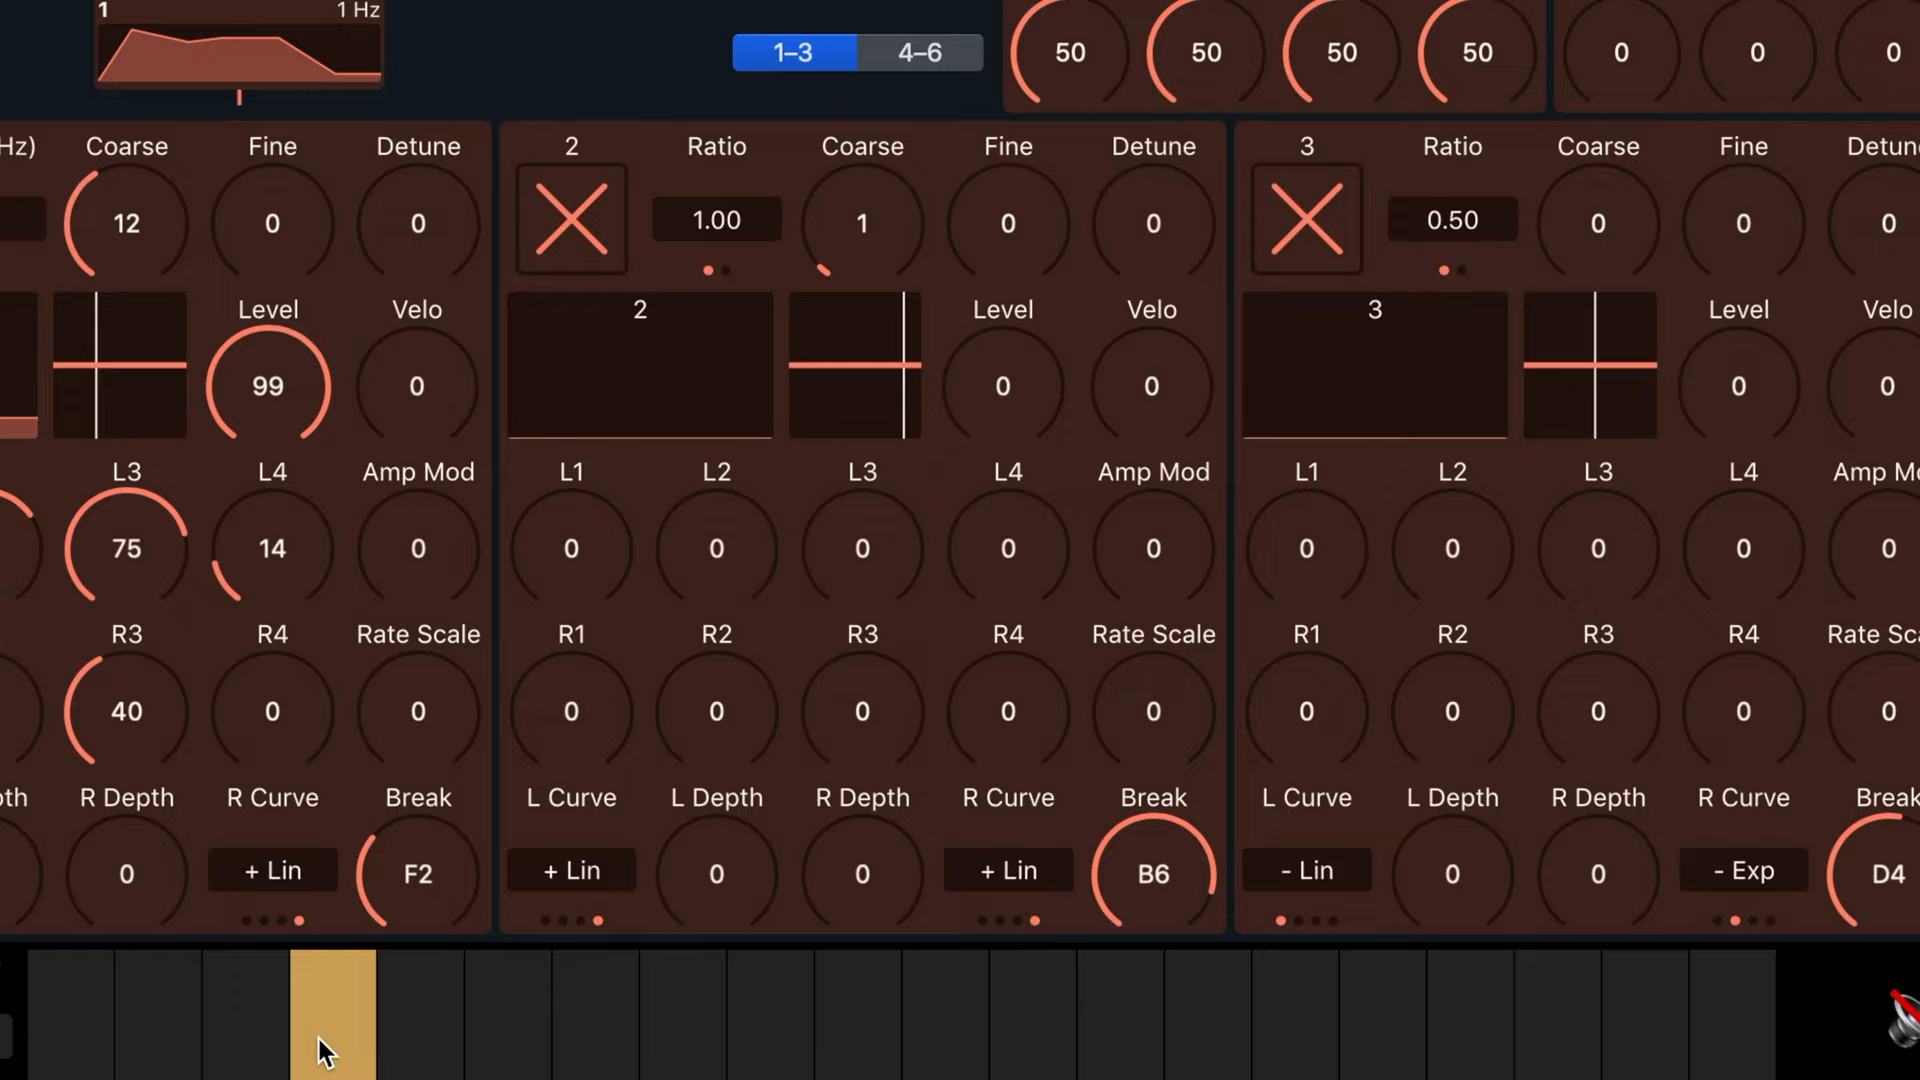 1 1 Hz
1–3 4–6 50 50 50 50 0 0 0
Hz) Coarse Fine Detune 2 Ratio Coarse Fine Detune 3 Ratio Coarse Fine Detune
12 0 0 1.00 1 0 0 0.50 0 0 0
Level Velo 2 Level Velo 3 Level Velo
99 0 0 0 0 0
L3 L4 Amp Mod L1 L2 L3 L4 Amp Mod L1 L2 L3 L4 Amp Mo
75 14 0 0 0 0 0 0 0 0 0 0 0
R3 R4 Rate Scale R1 R2 R3 R4 Rate Scale R1 R2 R3 R4 Rate Sca
40 0 0 0 0 0 0 0 0 0 0 0 0
pth R Depth R Curve Break L Curve L Depth R Depth R Curve Break L Curve L Depth R Depth R Curve Break
0 + Lin F2 + Lin 0 0 + Lin B6 - Lin 0 0 - Exp D4